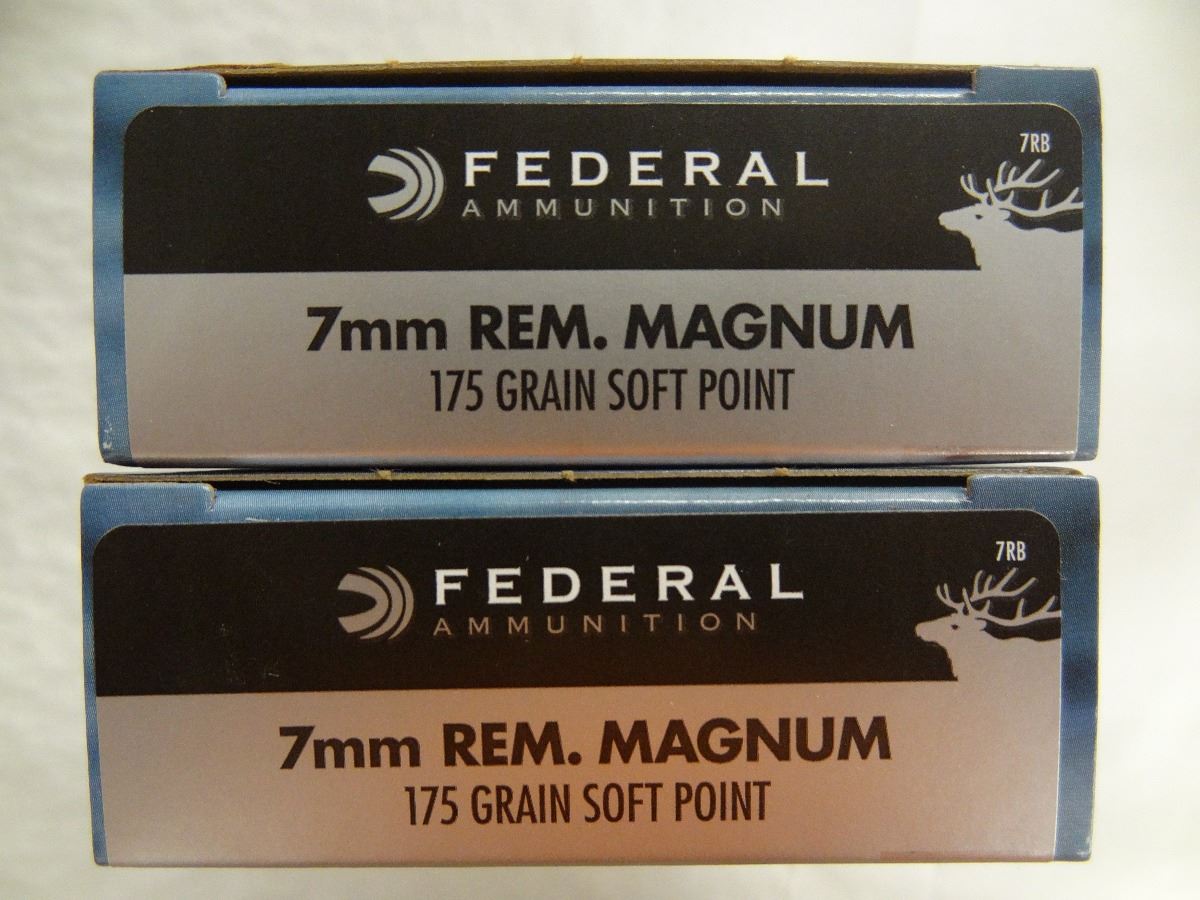 7RB
FEDERAL
AMMUNITION
7mm REM. MAGNUM
175 GRAIN SOFT POINT
7RB
FEDERAL
AMMUNITION
7mm REM. MAGNUM
175 GRAIN SOFT POINT